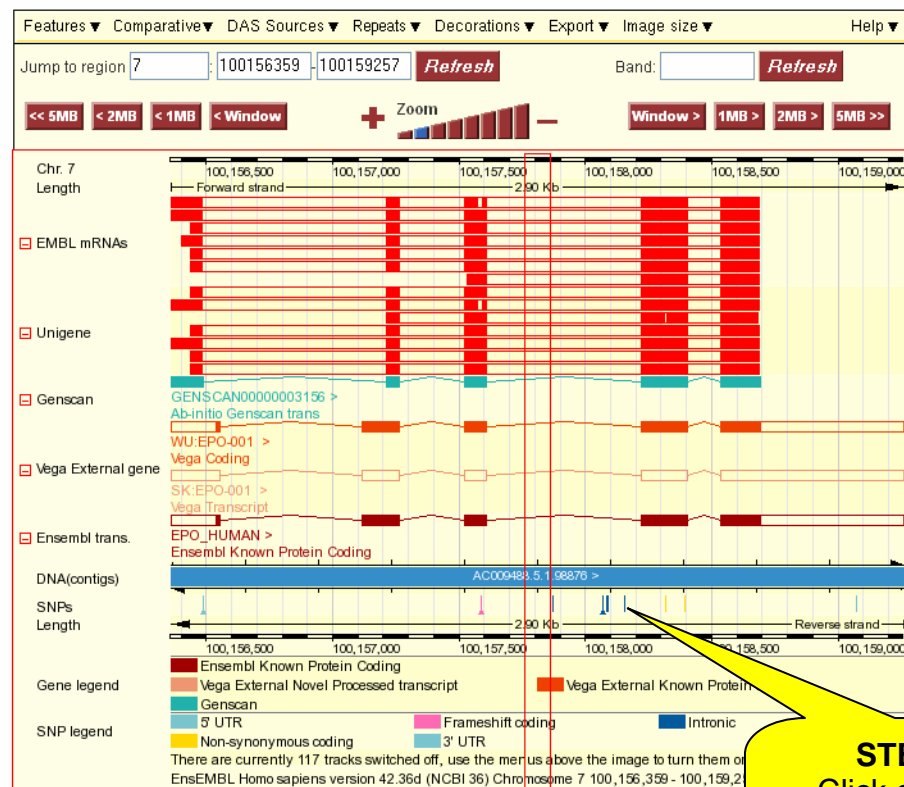 Features ▼ Comparative▼ DAS Sources ▼ Repeats ▼ Decorations ▼ Export ▼ Image size ▼ Help ▼
Jump to region 7 : 100156359 - 100159257 Refresh Band: Refresh
<< 5MB < 2MB < 1MB < Window + Zoom - Window > 1MB > 2MB > 5MB >>
Chr. 7 100,156,500 100,157,000 100,157,500 100,158,000 100,158,500 100,159,000
Length Forward strand 2.90 Kb
EMBL mRNAs
Unigene
Genscan
GENSCAN00000003156 >
Ab-initio Genscan trans
WU:EPO-001 >
Vega Coding
Vega External gene
SK:EPO-001 >
Vega Transcript
Ensembl trans.
EPO_HUMAN >
Ensembl Known Protein Coding
DNA(contigs) AC009488.5.1.98876 >
SNPs
Length 2.90 Kb Reverse strand
100,156,500 100,157,000 100,157,500 100,158,000 100,158,500 100,159,000
Gene legend
Ensembl Known Protein Coding
Vega External Novel Processed transcript Vega External Known Protein
Genscan
SNP legend
5' UTR Frameshift coding Intronic
Non-synonymous coding 3' UTR
There are currently 117 tracks switched off, use the menus above the image to turn them on
EnsEMBL Homo sapiens version 42.36d (NCBI 36) Chromosome 7 100,156,359 - 100,159,2
STE
Click